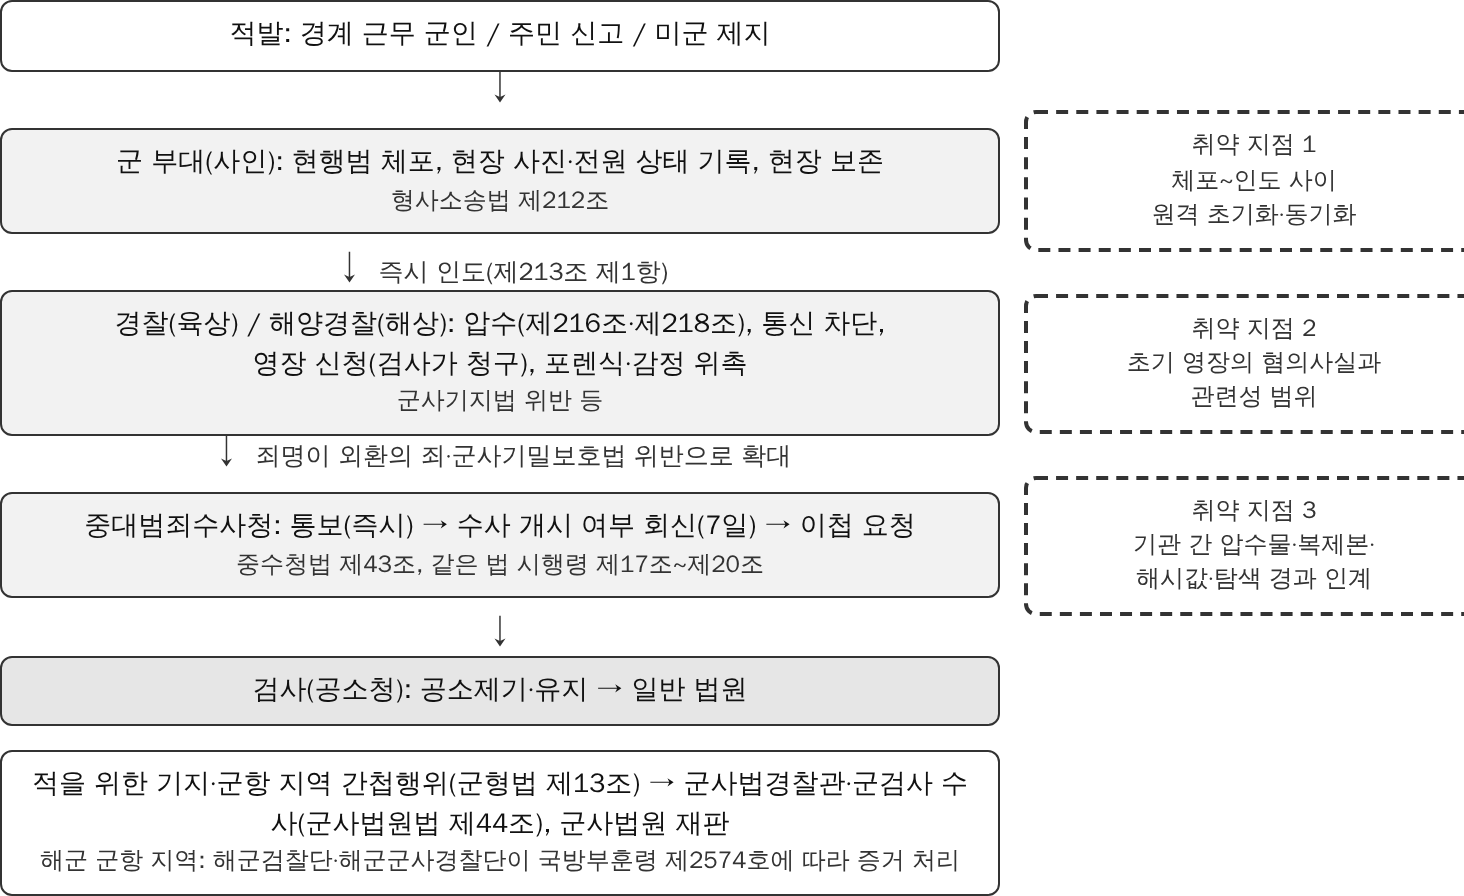 적발: 경계 근무 군인 / 주민 신고 / 미군 제지
↓
군 부대(사인): 현행범 체포, 현장 사진·전원 상태 기록, 현장 보존
형사소송법 제212조
취약 지점 1
체포~인도 사이
원격 초기화·동기화
↓ 즉시 인도(제213조 제1항)
경찰(육상) / 해양경찰(해상): 압수(제216조·제218조), 통신 차단,
영장 신청(검사가 청구), 포렌식·감정 위촉
군사기지법 위반 등
취약 지점 2
초기 영장의 혐의사실과
관련성 범위
↓ 죄명이 외환의 죄·군사기밀보호법 위반으로 확대
중대범죄수사청: 통보(즉시) → 수사 개시 여부 회신(7일) → 이첩 요청
중수청법 제43조, 같은 법 시행령 제17조~제20조
취약 지점 3
기관 간 압수물·복제본·
해시값·탐색 경과 인계
↓
검사(공소청): 공소제기·유지 → 일반 법원
적을 위한 기지·군항 지역 간첩행위(군형법 제13조) → 군사법경찰관·군검사 수
사(군사법원법 제44조), 군사법원 재판
해군 군항 지역: 해군검찰단·해군군사경찰단이 국방부훈령 제2574호에 따라 증거 처리